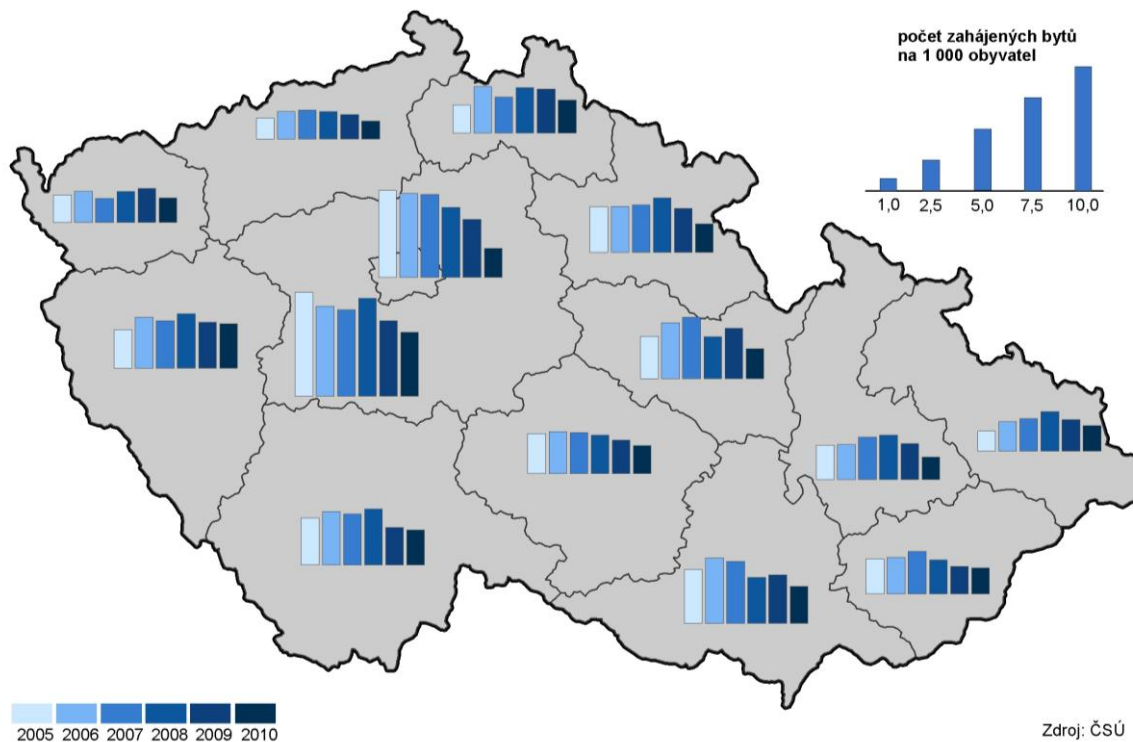 počet zahájených bytů
na 1 000 obyvatel
1,0 2,5 5,0 7,5 10,0
2005 2006 2007 2008 2009 2010
Zdroj: ČSÚ